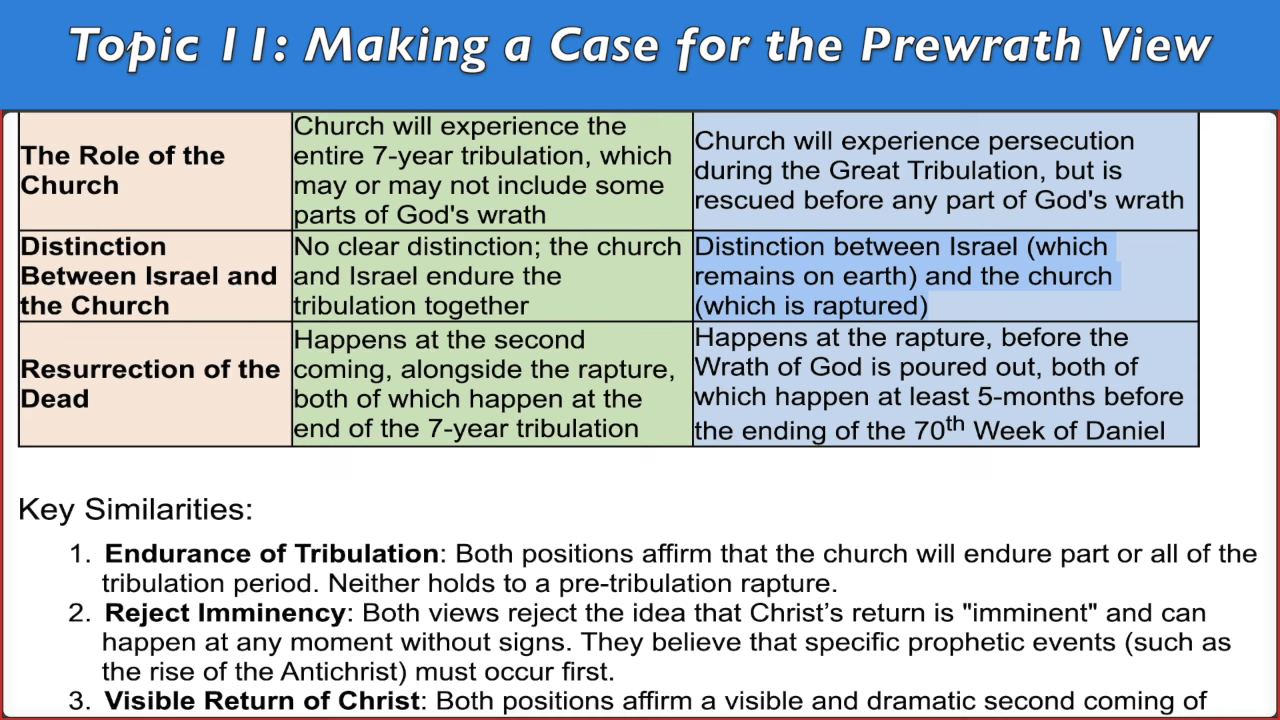 Topic 11: Making a Case for the Prewrath View
The Role of the
Church
Church will experience the
entire 7-year tribulation, which
may or may not include some
parts of God's wrath
Church will experience persecution
during the Great Tribulation, but is
rescued before any part of God's wrath
Distinction
Between Israel and
the Church
No clear distinction; the church
and Israel endure the
tribulation together
Distinction between Israel (which
remains on earth) and the church
(which is raptured)
Resurrection of the
Dead
Happens at the second
coming, alongside the rapture,
both of which happen at the
end of the 7-year tribulation
Happens at the rapture, before the
Wrath of God is poured out, both of
which happen at least 5-months before
the ending of the 70th Week of Daniel
Key Similarities:
1. Endurance of Tribulation: Both positions affirm that the church will endure part or all of the
tribulation period. Neither holds to a pre-tribulation rapture.
2. Reject Imminency: Both views reject the idea that Christ’s return is "imminent" and can
happen at any moment without signs. They believe that specific prophetic events (such as
the rise of the Antichrist) must occur first.
3. Visible Return of Christ: Both positions affirm a visible and dramatic second coming of